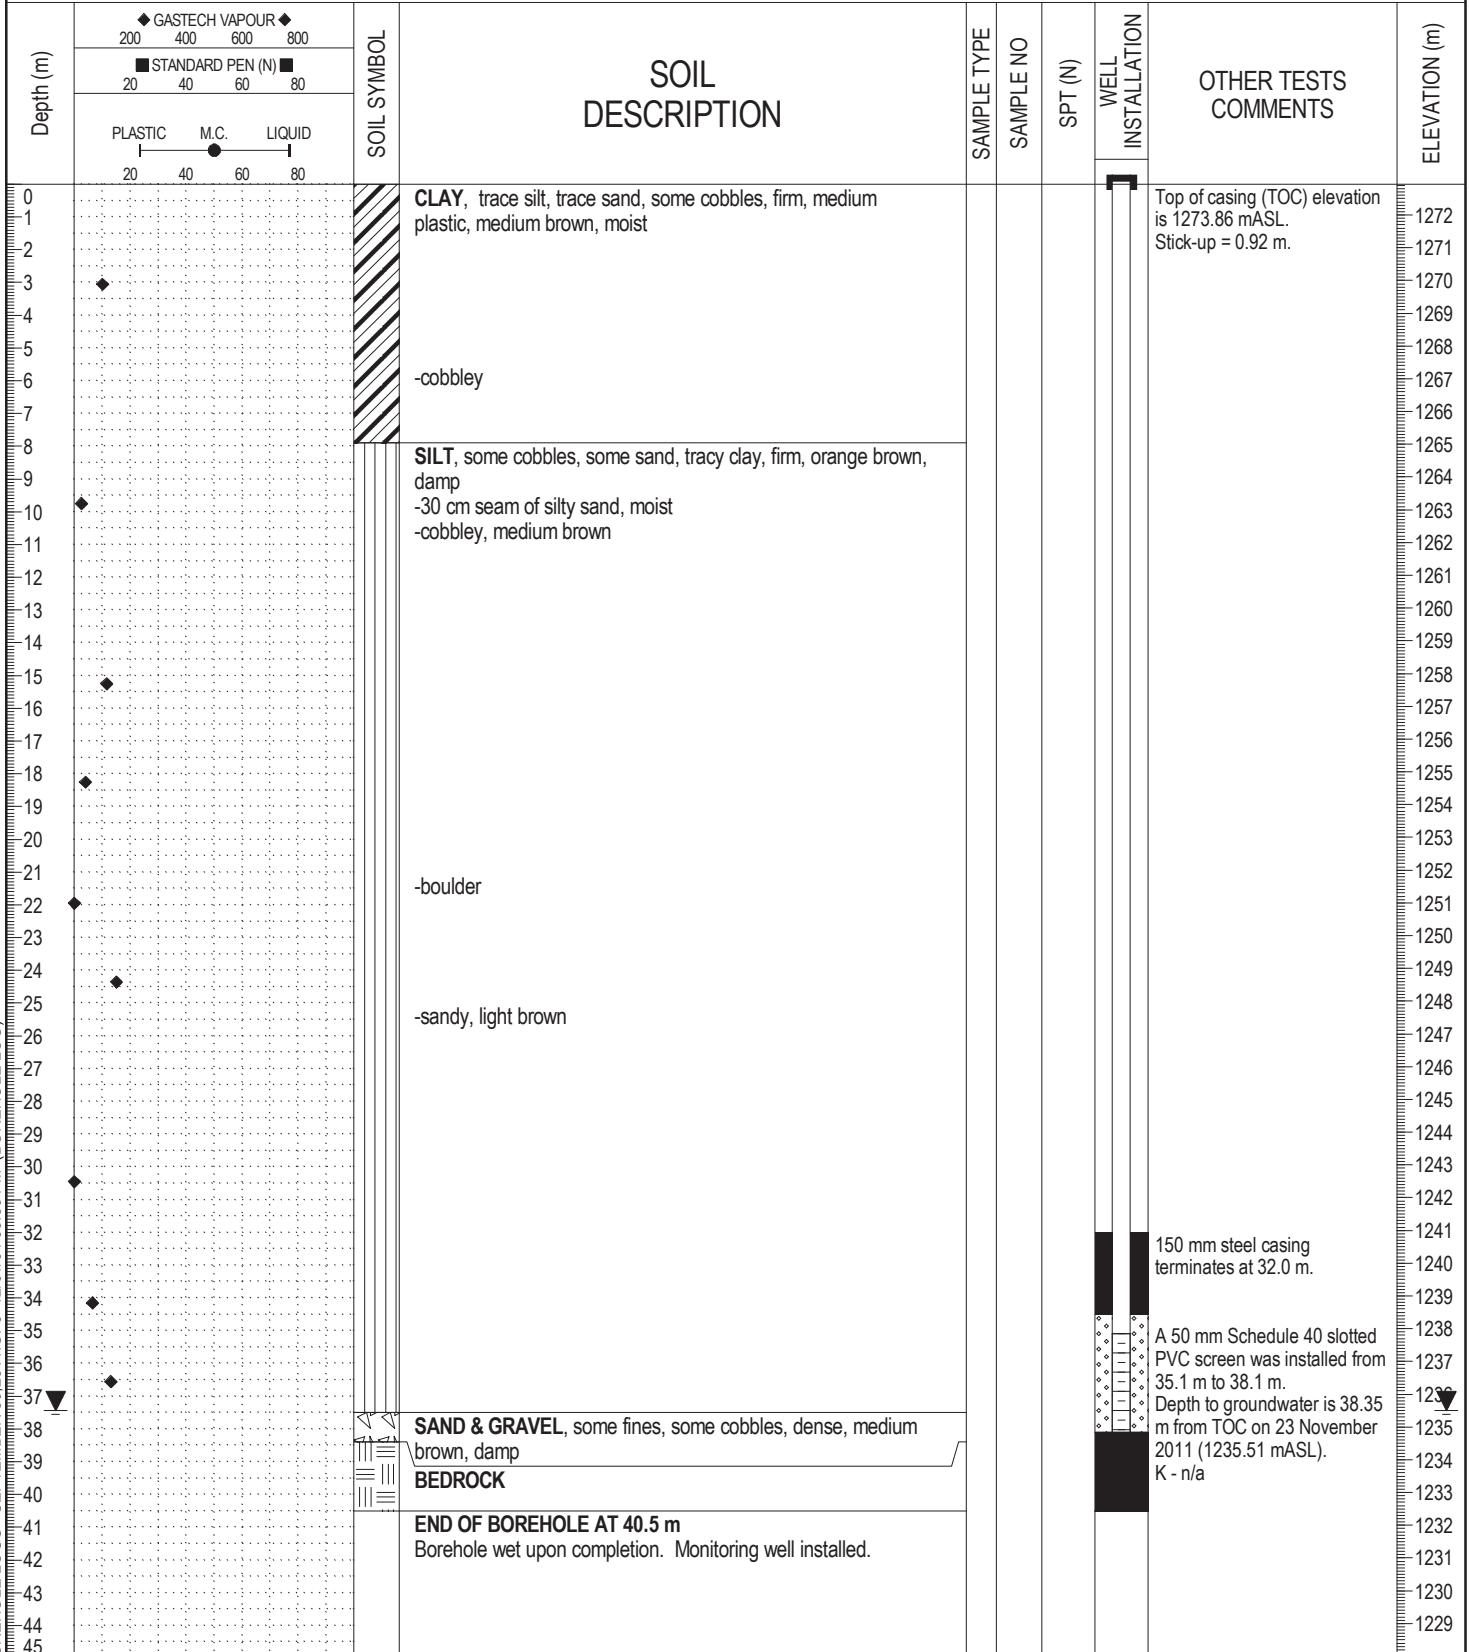 Depth (m)
◆ GASTECH VAPOUR ◆
200 400 600 800
■ STANDARD PEN (N) ■
20 40 60 80
PLASTIC M.C. LIQUID
20 40 60 80
SOIL SYMBOL
SOIL
DESCRIPTION
SAMPLE TYPE
SAMPLE NO
SPT (N)
WELL
INSTALLATION
OTHER TESTS
COMMENTS
ELEVATION (m)
0
1
2
3
4
5
6
7
8
9
10
11
12
13
14
15
16
17
18
19
20
21
22
23
24
25
26
27
28
29
30
31
32
33
34
35
36
37
38
39
40
41
42
43
44
45
CLAY, trace silt, trace sand, some cobbles, firm, medium
plastic, medium brown, moist
-cobbley
SILT, some cobbles, some sand, tracy clay, firm, orange brown,
damp
-30 cm seam of silty sand, moist
-cobbley, medium brown
-boulder
-sandy, light brown
SAND & GRAVEL, some fines, some cobbles, dense, medium
brown, damp
BEDROCK
END OF BOREHOLE AT 40.5 m
Borehole wet upon completion. Monitoring well installed.
Top of casing (TOC) elevation
is 1273.86 mASL.
Stick-up = 0.92 m.
150 mm steel casing
terminates at 32.0 m.
A 50 mm Schedule 40 slotted
PVC screen was installed from
35.1 m to 38.1 m.
Depth to groundwater is 38.35
m from TOC on 23 November
2011 (1235.51 mASL).
K - n/a
1272
1271
1270
1269
1268
1267
1266
1265
1264
1263
1262
1261
1260
1259
1258
1257
1256
1255
1254
1253
1252
1251
1250
1249
1248
1247
1246
1245
1244
1243
1242
1241
1240
1239
1238
1237
1236
1235
1234
1233
1232
1231
1230
1229